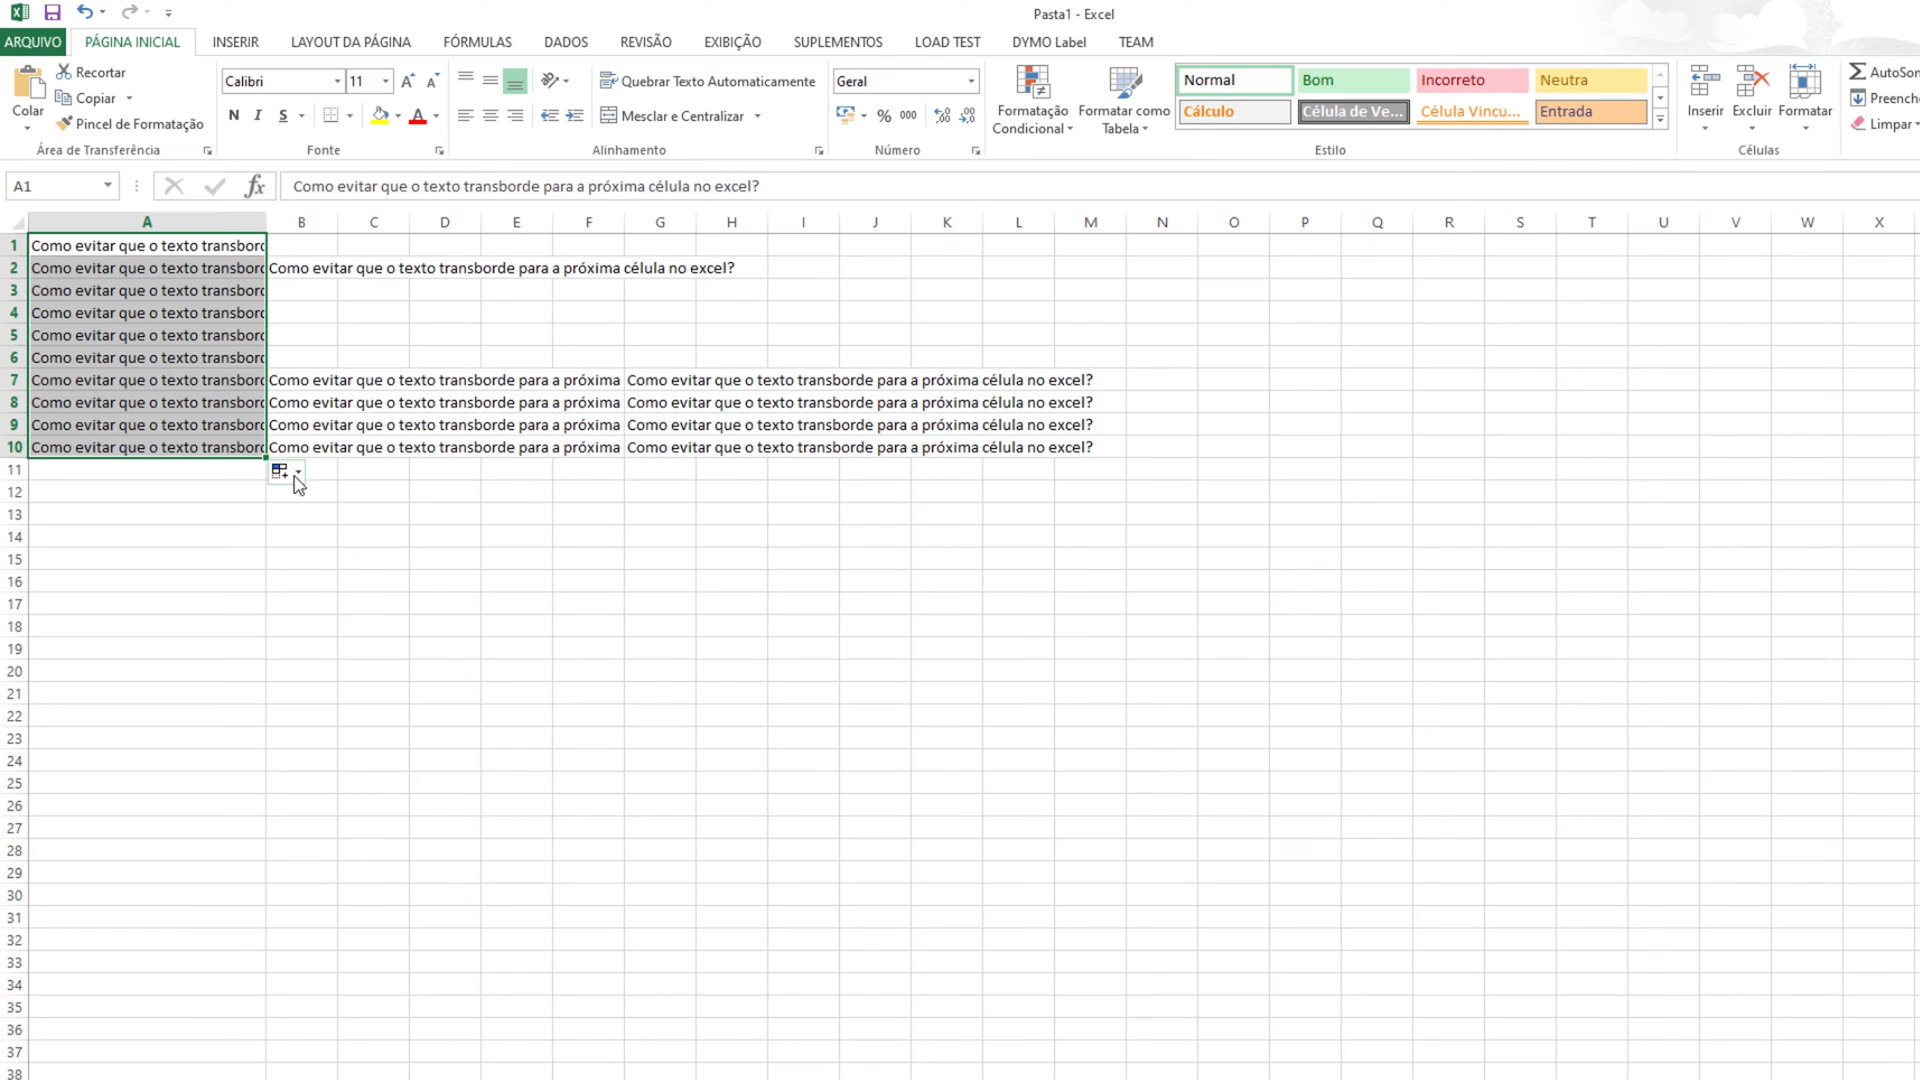 Pasta1 - Excel
ARQUIVO PÁGINA INICIAL INSERIR LAYOUT DA PÁGINA FÓRMULAS DADOS REVISÃO EXIBIÇÃO SUPLEMENTOS LOAD TEST DYMO Label TEAM
Colar
Recortar
Copiar
Pincel de Formatação
Área de Transferência
Calibri 11
N I S
Fonte
Quebrar Texto Automaticamente
Mesclar e Centralizar
Alinhamento
Geral
% 000
Número
Formatação Condicional
Formatar como Tabela
Normal Bom Incorreto Neutra
Cálculo Célula de Ve... Célula Vincu... Entrada
Estilo
Inserir Excluir Formatar
Células
AutoSon
Preenche
Limpar
A1 fx Como evitar que o texto transborde para a próxima célula no excel?
A B C D E F G H I J K L M N O P Q R S T U V W X
1 Como evitar que o texto transbord
2 Como evitar que o texto transbord Como evitar que o texto transborde para a próxima célula no excel?
3 Como evitar que o texto transbord
4 Como evitar que o texto transbord
5 Como evitar que o texto transbord
6 Como evitar que o texto transbord
7 Como evitar que o texto transbord Como evitar que o texto transborde para a próxima Como evitar que o texto transborde para a próxima célula no excel?
8 Como evitar que o texto transbord Como evitar que o texto transborde para a próxima Como evitar que o texto transborde para a próxima célula no excel?
9 Como evitar que o texto transbord Como evitar que o texto transborde para a próxima Como evitar que o texto transborde para a próxima célula no excel?
10 Como evitar que o texto transbord Como evitar que o texto transborde para a próxima Como evitar que o texto transborde para a próxima célula no excel?
11
12
13
14
15
16
17
18
19
20
21
22
23
24
25
26
27
28
29
30
31
32
33
34
35
36
37
38